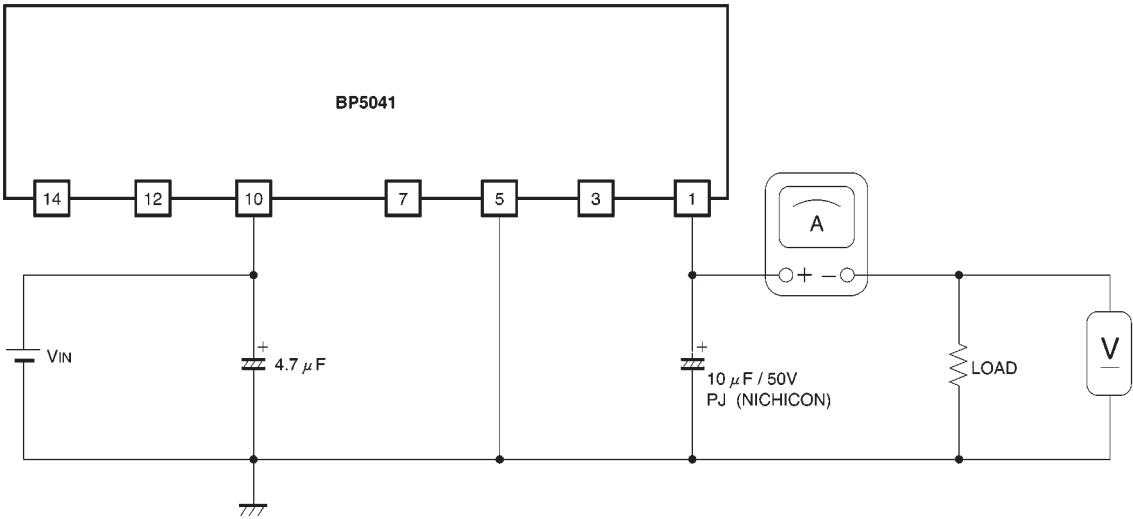 BP5041
14 12 10 7 5 3 1
A
+ −
VIN
+
4.7 μF
+
10 μF / 50V
PJ (NICHICON)
LOAD
V